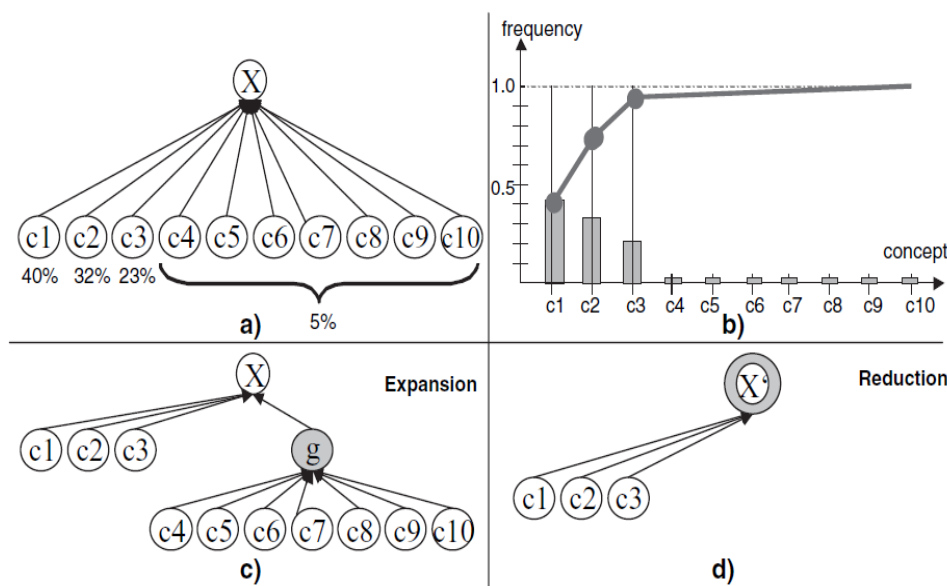 X
c1 c2 c3 c4 c5 c6 c7 c8 c9 c10
40% 32% 23%
5%
a)
frequency
1.0
0.5
concept
c1 c2 c3 c4 c5 c6 c7 c8 c9 c10
b)
X
Expansion
c1 c2 c3 g
c4 c5 c6 c7 c8 c9 c10
c)
X‘
Reduction
c1 c2 c3
d)